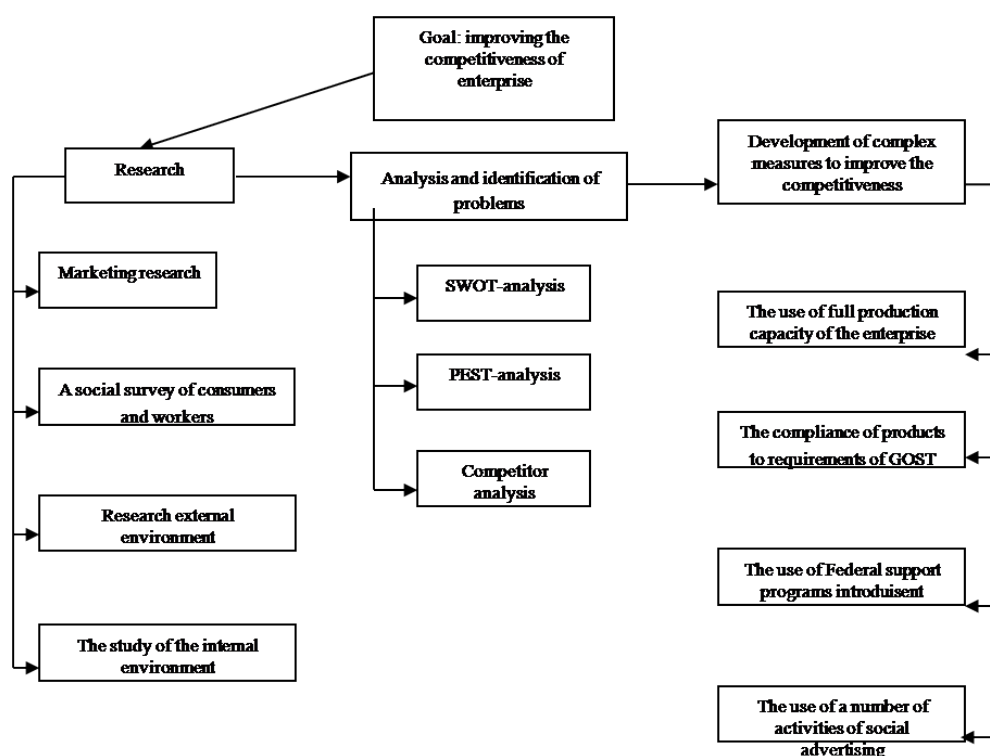 Goal: improving the
competitiveness of
enterprise
Research
Analysis and identification of
problems
Development of complex
measures to improve the
competitiveness
Marketing research
A social survey of consumers
and workers
Research external
environment
The study of the internal
environment
SWOT-analysis
PEST-analysis
Competitor
analysis
The use of full production
capacity of the enterprise
The compliance of products
to requirements of GOST
The use of Federal support
programs introduisent
The use of a number of
activities of social
advertising